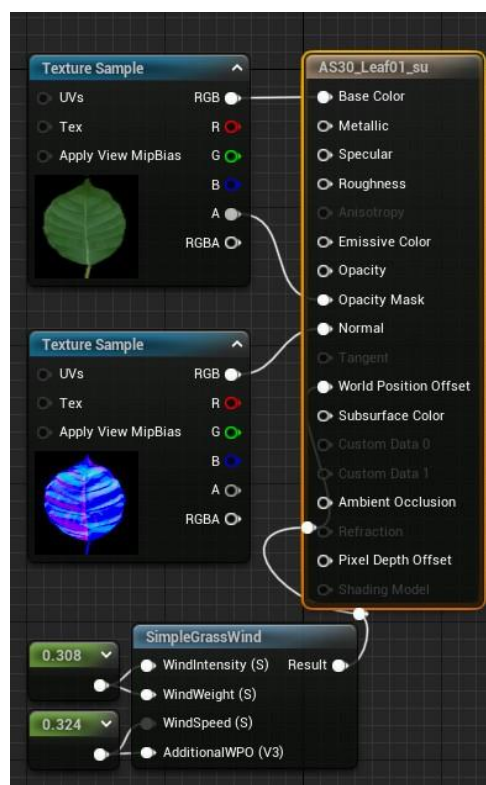 Texture Sample
UVs RGB
Tex R
Apply View MipBias G
B
A
RGBA
AS30_Leaf01_su
Base Color
Metallic
Specular
Roughness
Anisotropy
Emissive Color
Opacity
Opacity Mask
Normal
Tangent
World Position Offset
Subsurface Color
Custom Data 0
Custom Data 1
Ambient Occlusion
Refraction
Pixel Depth Offset
Shading Model
Texture Sample
UVs RGB
Tex R
Apply View MipBias G
B
A
RGBA
0.308
0.324
SimpleGrassWind
WindIntensity (S) Result
WindWeight (S)
WindSpeed (S)
AdditionalWPO (V3)